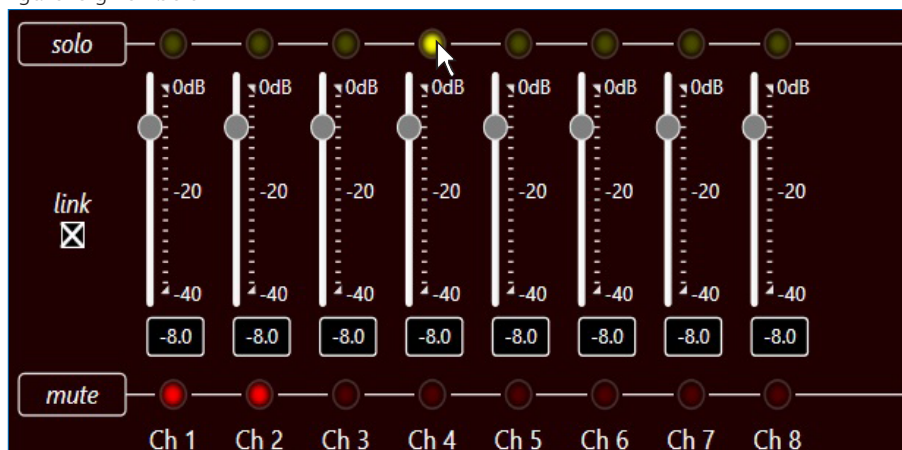 solo
0dB 0dB 0dB 0dB 0dB 0dB 0dB 0dB
-20 -20 -20 -20 -20 -20 -20 -20
link
-40 -40 -40 -40 -40 -40 -40 -40
-8.0 -8.0 -8.0 -8.0 -8.0 -8.0 -8.0 -8.0
mute
Ch 1 Ch 2 Ch 3 Ch 4 Ch 5 Ch 6 Ch 7 Ch 8